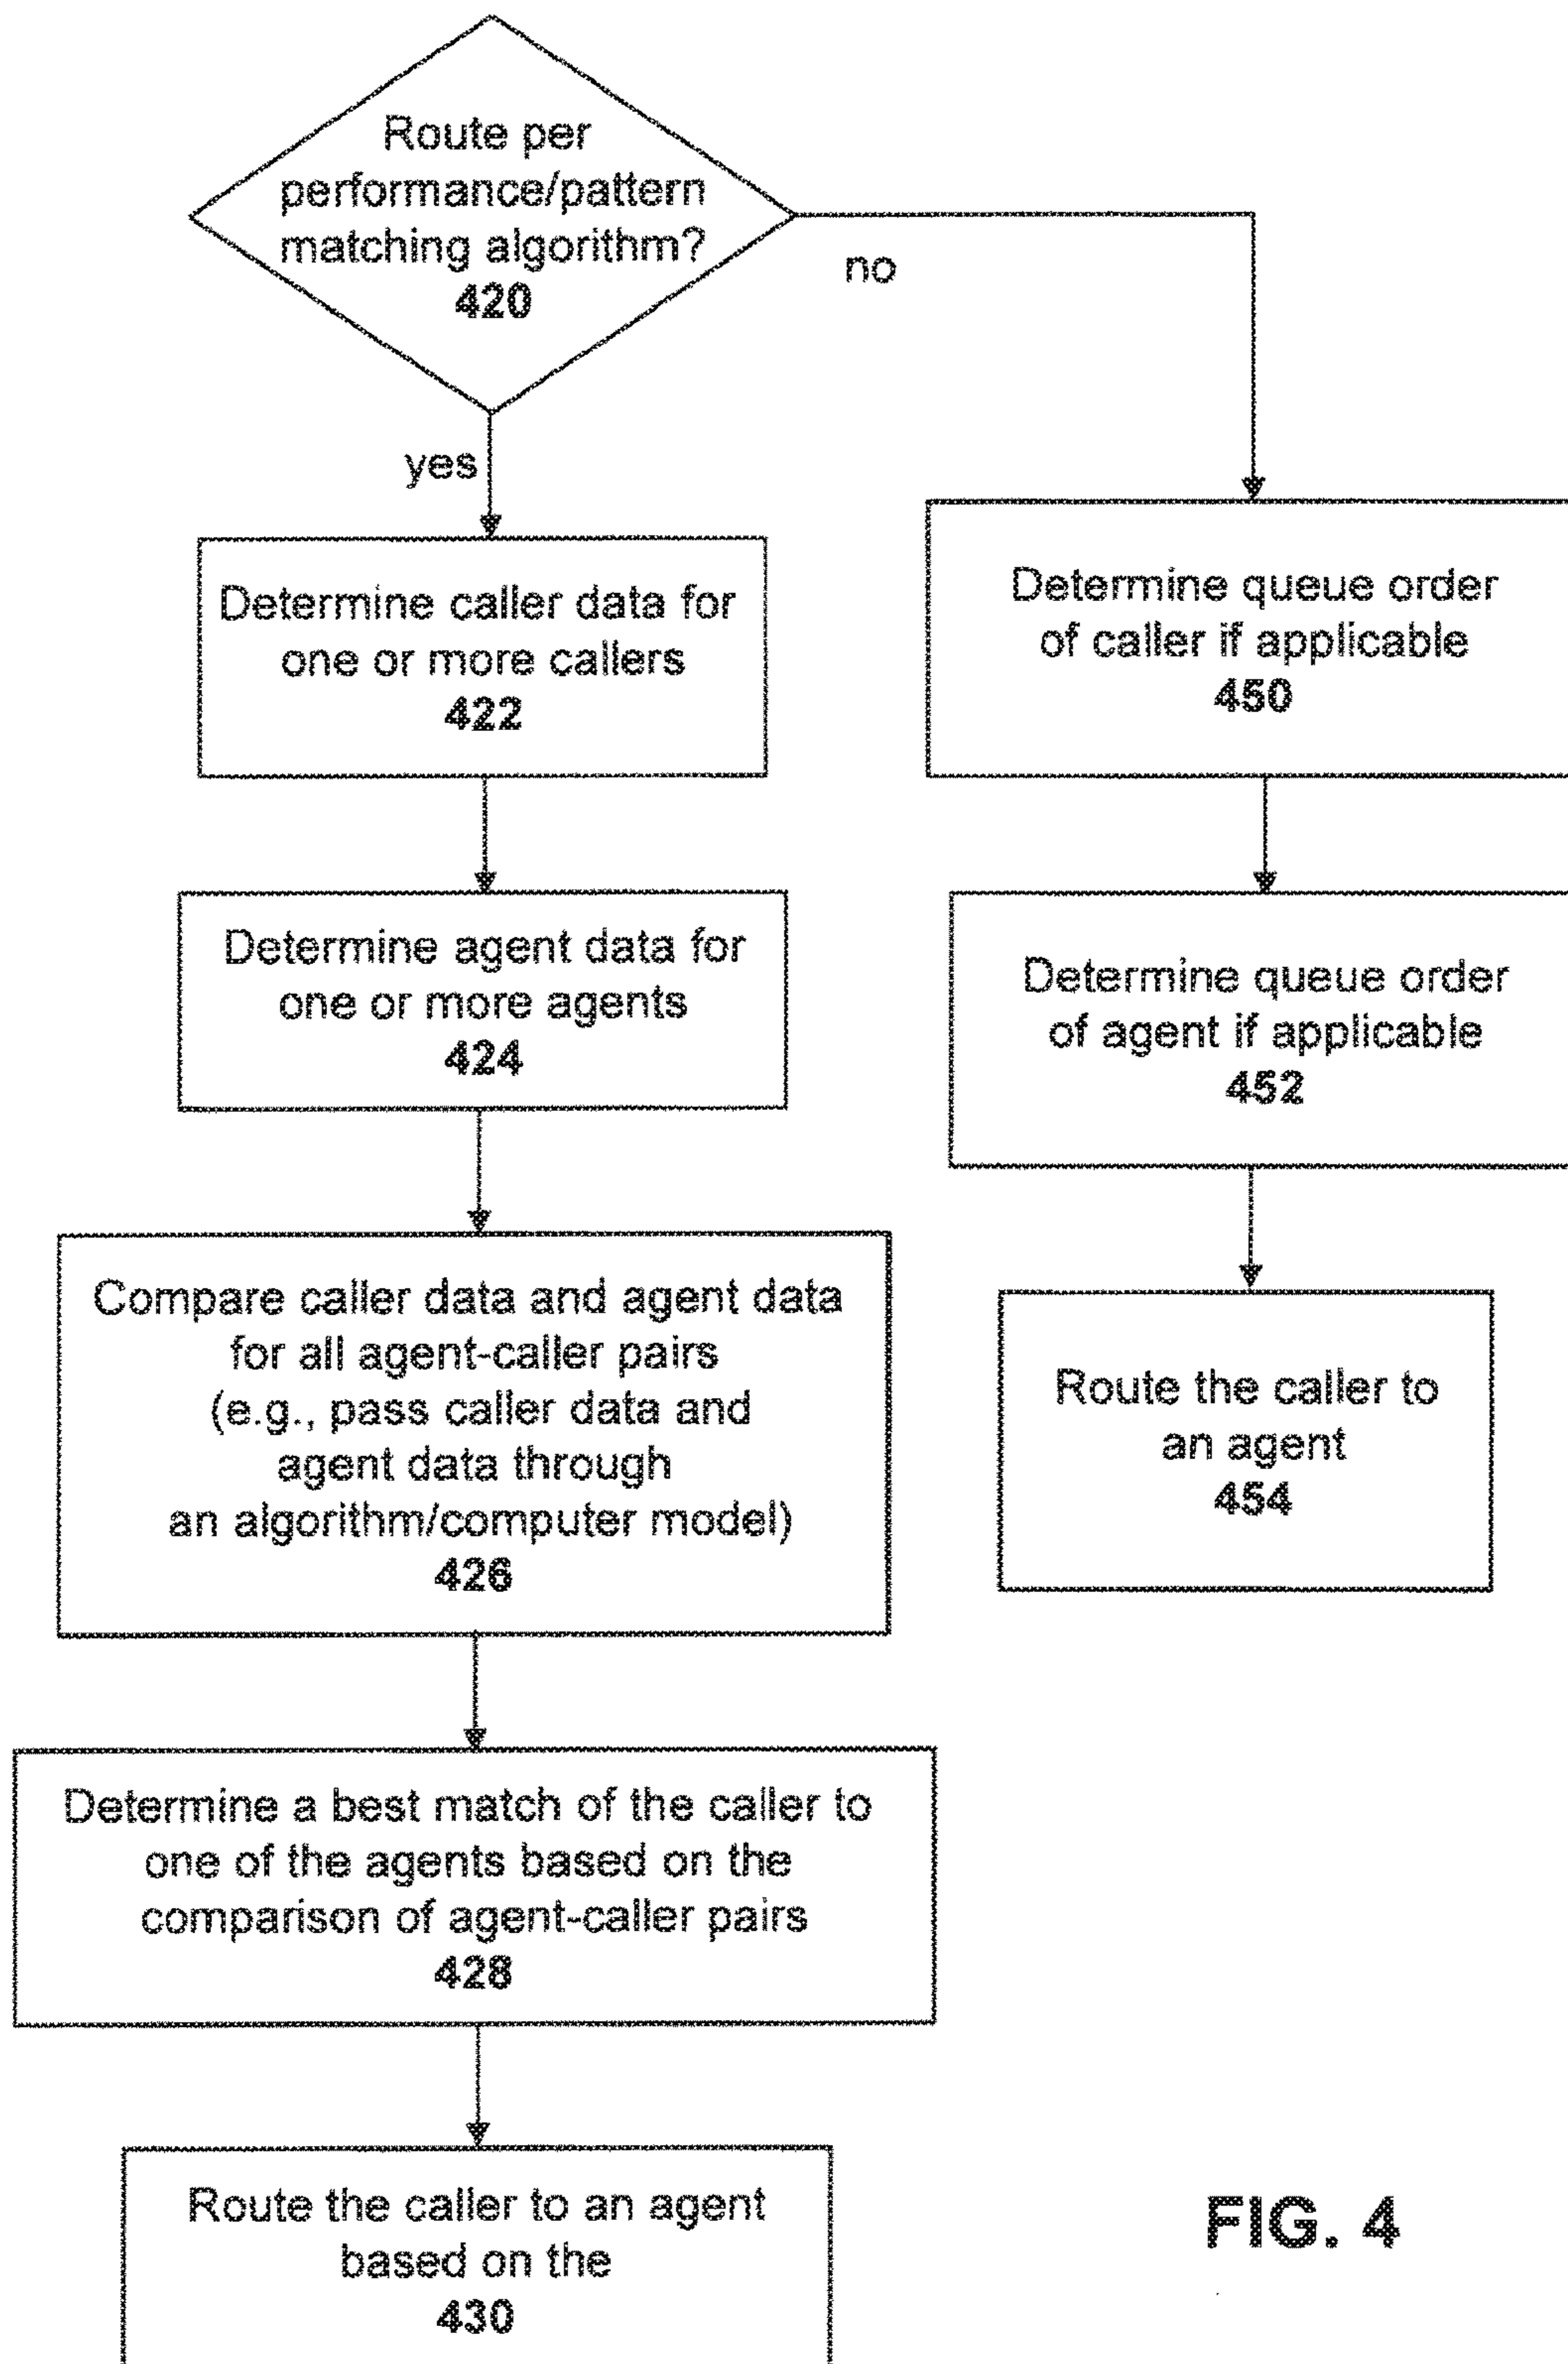 Route per
performance/pattern
matching algorithm?
420
no
yes
Determine caller data for
one or more callers
422
Determine agent data for
one or more agents
424
Compare caller data and agent data
for all agent-caller pairs
(e.g., pass caller data and
agent data through
an algorithm/computer model)
426
Determine a best match of the caller to
one of the agents based on the
comparison of agent-caller pairs
428
Route the caller to an agent
based on the
430
Determine queue order
of caller if applicable
450
Determine queue order
of agent if applicable
452
Route the caller to
an agent
454
FIG. 4